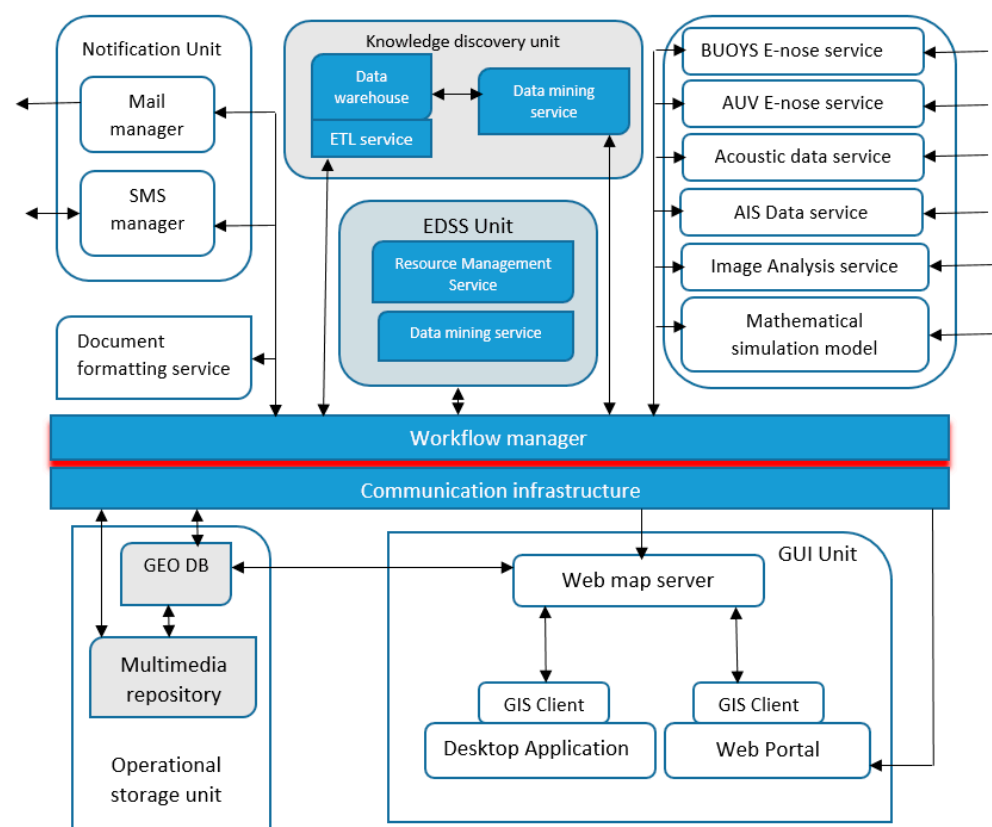 Notification Unit
Mail
manager
SMS
manager
Document
formatting service
Knowledge discovery unit
Data
warehouse
ETL service
Data mining
service
EDSS Unit
Resource Management
Service
Data mining service
BUOYS E-nose service
AUV E-nose service
Acoustic data service
AIS Data service
Image Analysis service
Mathematical
simulation model
Workflow manager
Communication infrastructure
GEO DB
Multimedia
repository
Operational
storage unit
GUI Unit
Web map server
GIS Client
Desktop Application
GIS Client
Web Portal